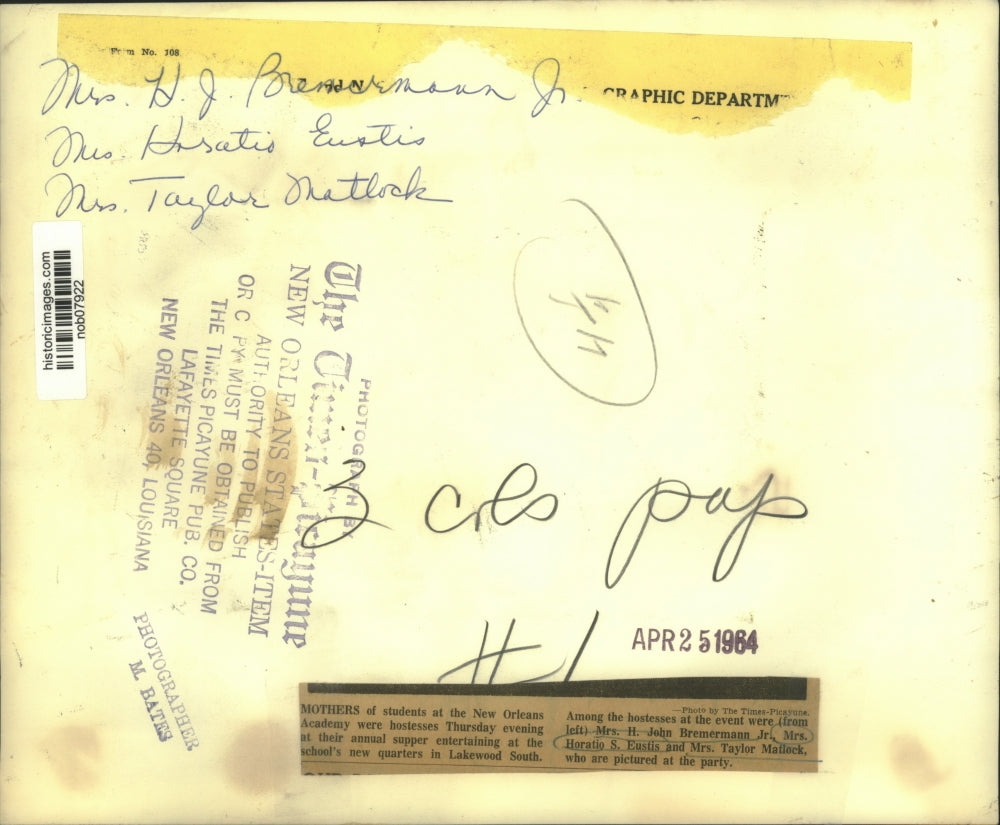 Form No. 108
GRAPHIC DEPARTM
Mrs. H. J. Bremermann Jr.
Mrs. Horatio Eustis
Mrs. Taylor Matlock
historicimages.com
nob07922
PHOTOGRAPH BY
The Times-Picayune
NEW ORLEANS STATES-ITEM
AUTHORITY TO PUBLISH
OR C PY MUST BE OBTAINED FROM
THE TIMES PICAYUNE PUB. CO.
LAFAYETTE SQUARE
NEW ORLEANS 40, LOUISIANA
PHOTOGRAPHER
M. BATES
3 cols pap
H1
APR 25 1964
MOTHERS of students at the New Orleans
Academy were hostesses Thursday evening
at their annual supper entertaining at the
school's new quarters in Lakewood South.
—Photo by The Times-Picayune.
Among the hostesses at the event were (from
left) Mrs. H. John Bremermann Jr., Mrs.
Horatio S. Eustis and Mrs. Taylor Matlock,
who are pictured at the party.